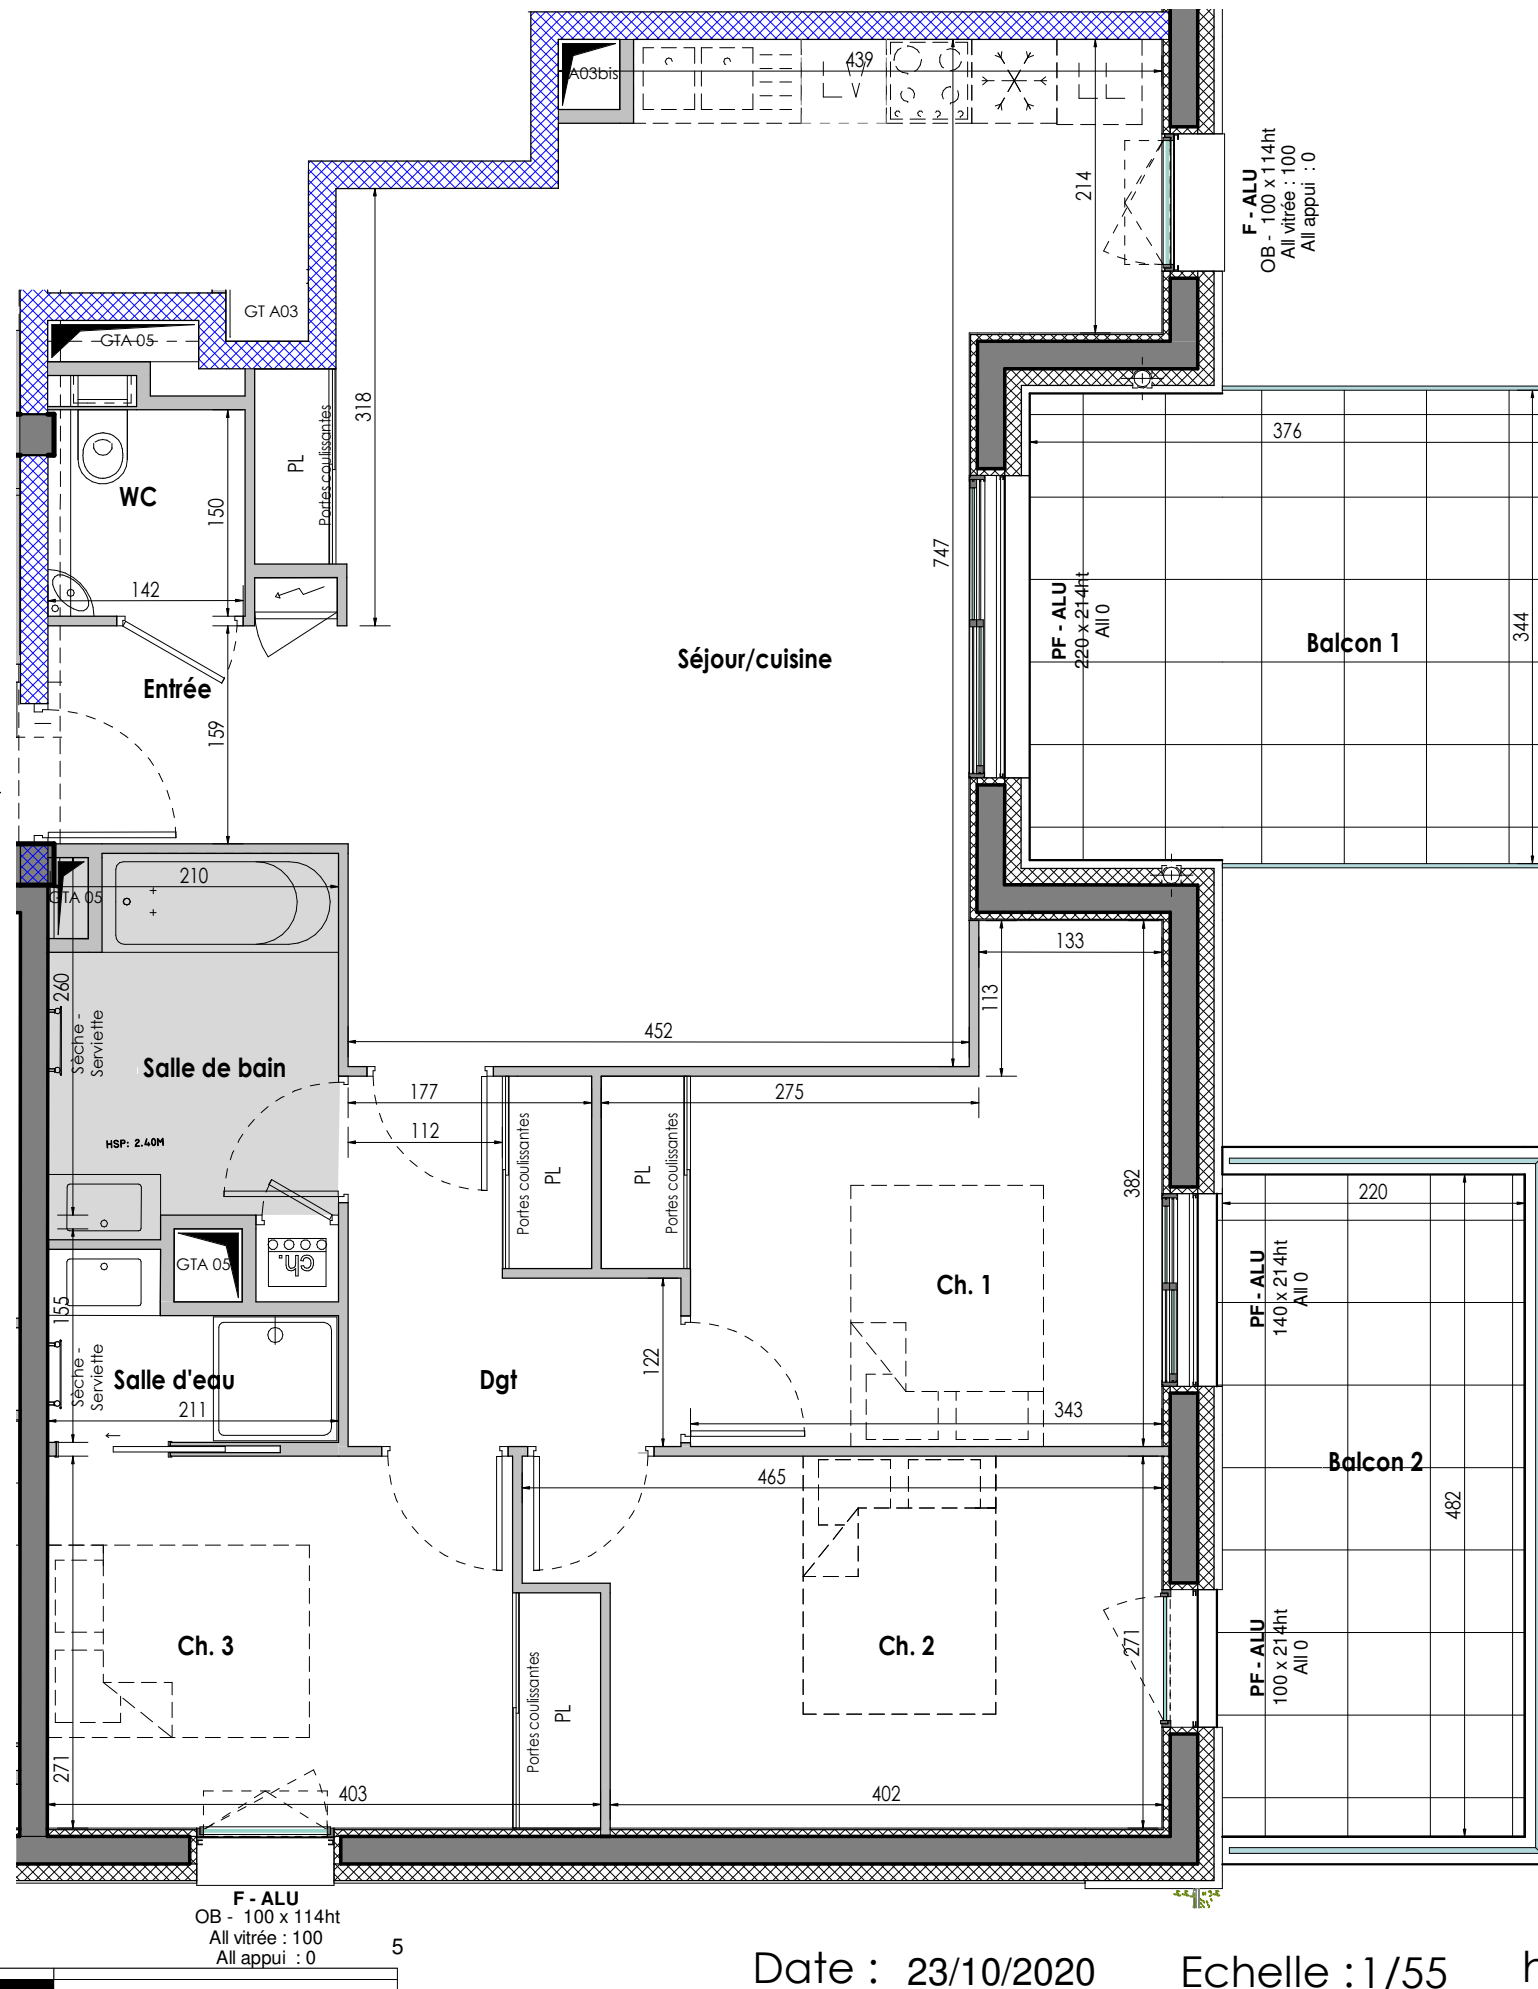 A03bis
439
214
F - ALU
OB - 100 x 114ht
All vitrée : 100
All appui : 0
GT A03
GTA 05
318
PL
Portes coulissantes
WC
150
142
Entrée
159
747
Séjour/cuisine
376
PF - ALU
220 x 214ht
All 0
Balcon 1
344
210
GTA 05
260
Sèche -
Serviette
Salle de bain
HSP: 2.40M
133
113
452
177
275
112
Portes coulissantes
PL
PL
Portes coulissantes
382
220
GTA 05
ch.
Ch. 1
PF - ALU
140 x 214ht
All 0
155
Sèche -
Serviette
Salle d'eau
211
Dgt
122
343
Balcon 2
482
465
Ch. 3
Ch. 2
271
PF - ALU
100 x 214ht
All 0
Portes coulissantes
PL
271
403
402
F - ALU
OB - 100 x 114ht
All vitrée : 100
All appui : 0
5
Date : 23/10/2020
Echelle : 1/55